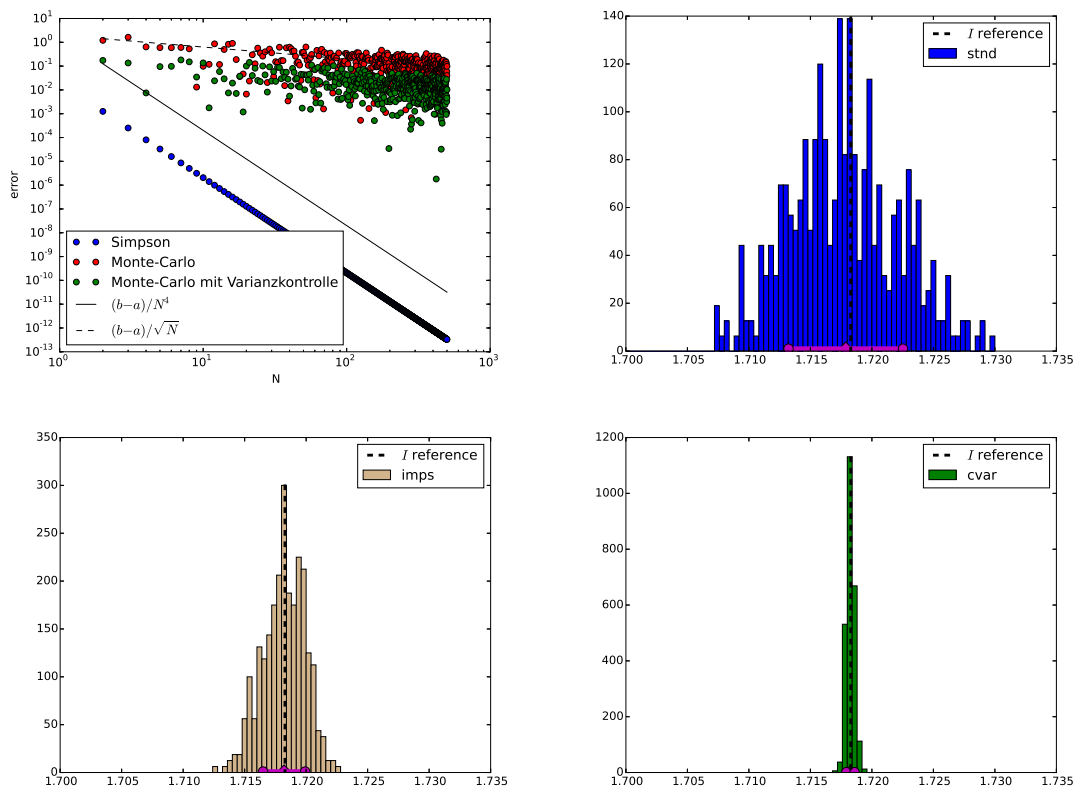 10^1
10^0
10^-1
10^-2
10^-3
10^-4
10^-5
10^-6
10^-7
10^-8
10^-9
10^-10
10^-11
10^-12
10^-13
error
Simpson
Monte-Carlo
Monte-Carlo mit Varianzkontrolle
(b−a)/N^4
(b−a)/√N
10^0 10^1 10^2 10^3
N
140
120
100
80
60
40
20
0
I reference
stnd
1.700 1.705 1.710 1.715 1.720 1.725 1.730 1.735
350
300
250
200
150
100
50
0
I reference
imps
1.700 1.705 1.710 1.715 1.720 1.725 1.730 1.735
1200
1000
800
600
400
200
0
I reference
cvar
1.700 1.705 1.710 1.715 1.720 1.725 1.730 1.735